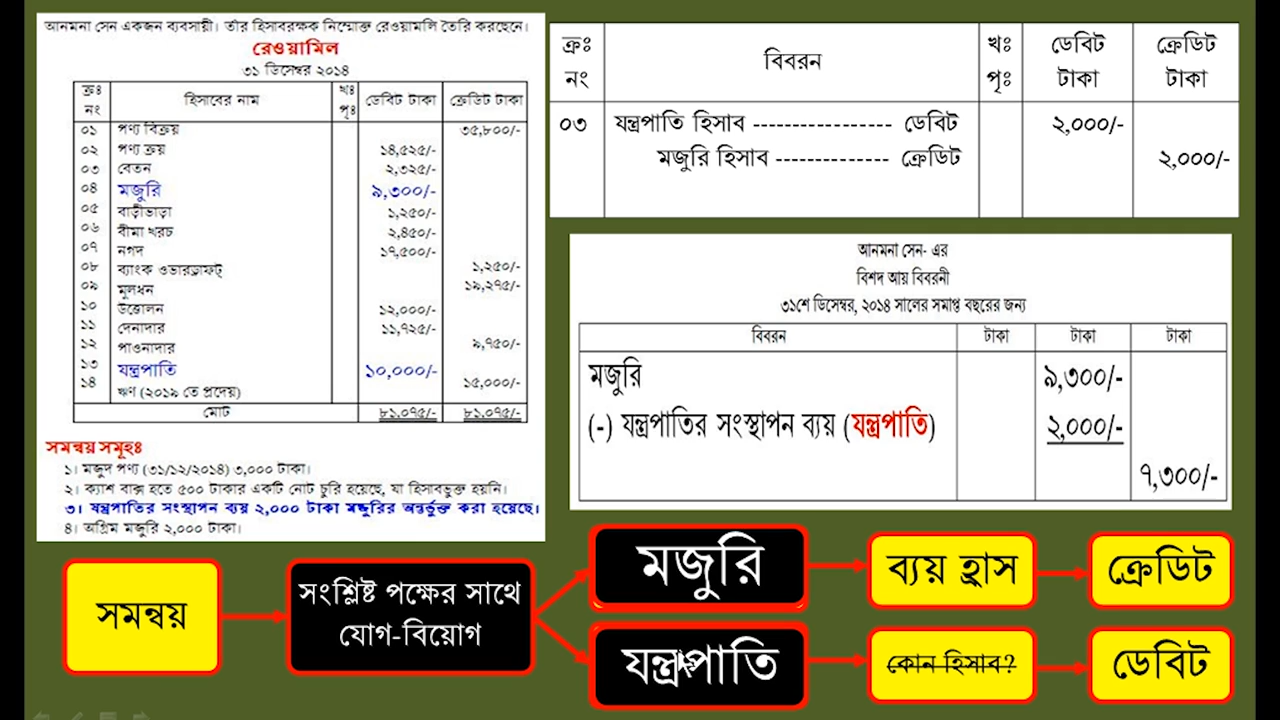 আনমনা সেন একজন ব্যবসায়ী। তাঁর হিসাবরক্ষক নিম্মোক্ত রেওয়ামলি তৈরি করছেনে।
রেওয়ামিল
৩১ ডিসেম্বর ২০১৪
ক্রঃ নং হিসাবের নাম খঃ পৃঃ ডেবিট টাকা ক্রেডিট টাকা
০১ পণ্য বিক্রয় ৩৫,৮০০/-
০২ পণ্য ক্রয় ১৪,৫২৫/-
০৩ বেতন ২,৩২৫/-
০৪ মজুরি ৯,৩০০/-
০৫ বাড়ীভাড়া ১,২৫০/-
০৬ বীমা খরচ ২,৪৫০/-
০৭ নগদ ১৭,৫০০/-
০৮ ব্যাংক ওভারড্রাফট্ ১,২৫০/-
০৯ মুলধন ১৯,২৭৫/-
১০ উত্তোলন ১২,০০০/-
১১ দেনাদার ১১,৭২৫/-
১২ পাওনাদার ৯,৭৫০/-
১৩ যন্ত্রপাতি ১০,০০০/-
১৪ ঋণ (২০১৯ তে প্রদেয়) ১৫,০০০/-
মোট ৮১,০৭৫/- ৮১,০৭৫/-
সমন্বয় সমূহঃ
১। মজুদ পণ্য (৩১/১২/২০১৪) ৩,০০০ টাকা।
২। ক্যাশ বাক্স হতে ৫০০ টাকার একটি নোট চুরি হয়েছে, যা হিসাবভুক্ত হয়নি।
৩। যন্ত্রপাতির সংস্থাপন ব্যয় ২,০০০ টাকা মজুরির অন্তর্ভুক্ত করা হয়েছে।
৪। অগ্রিম মজুরি ২,০০০ টাকা।
ক্রঃ নং বিবরন খঃ পৃঃ ডেবিট টাকা ক্রেডিট টাকা
০৩ যন্ত্রপাতি হিসাব ----------------- ডেবিট ২,০০০/-
মজুরি হিসাব -------------- ক্রেডিট ২,০০০/-
আনমনা সেন- এর
বিশদ আয় বিবরনী
৩১শে ডিসেম্বর, ২০১৪ সালের সমাপ্ত বছরের জন্য
বিবরন টাকা টাকা টাকা
মজুরি ৯,৩০০/-
(-) যন্ত্রপাতির সংস্থাপন ব্যয় (যন্ত্রপাতি) ২,০০০/-
৭,৩০০/-
সমন্বয়
সংশ্লিষ্ট পক্ষের সাথে
যোগ-বিয়োগ
মজুরি
ব্যয় হ্রাস
ক্রেডিট
যন্ত্রপাতি
কোন হিসাব?
ডেবিট